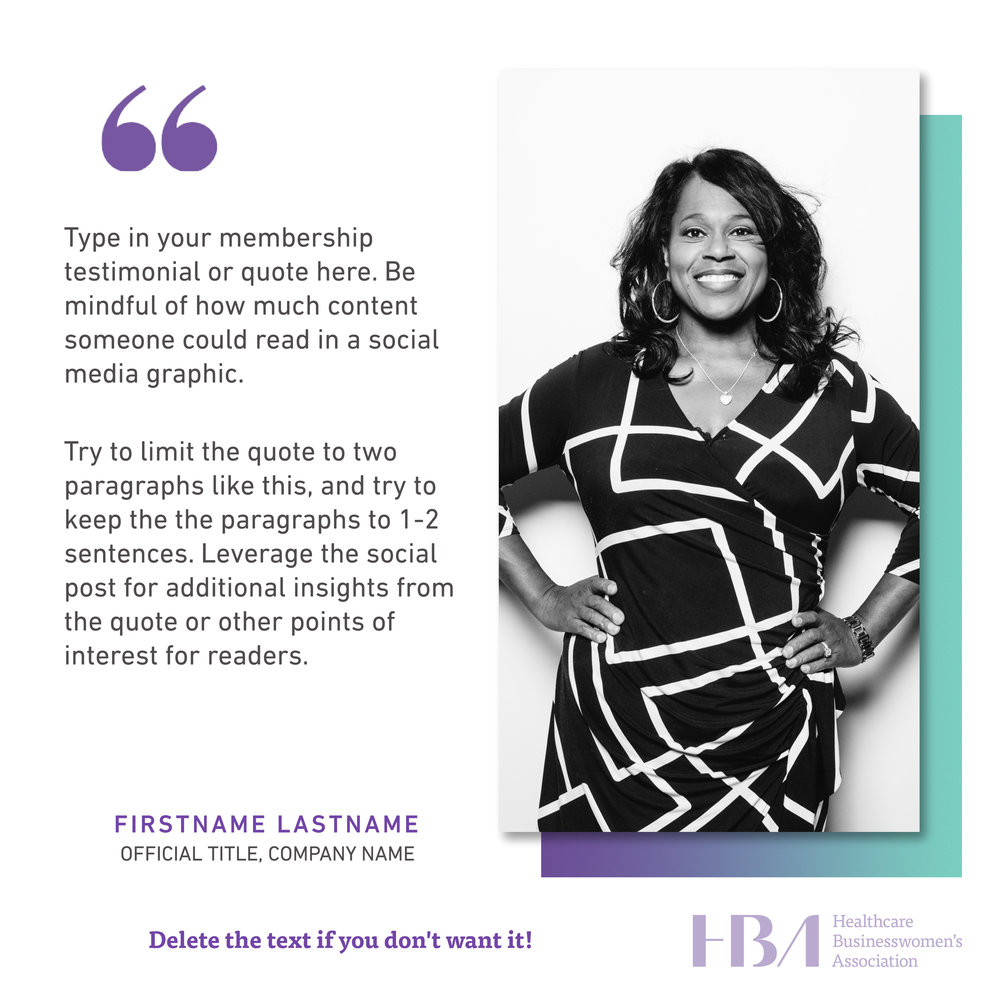 Type in your membership
testimonial or quote here. Be
mindful of how much content
someone could read in a social
media graphic.
Try to limit the quote to two
paragraphs like this, and try to
keep the the paragraphs to 1-2
sentences. Leverage the social
post for additional insights from
the quote or other points of
interest for readers.
FIRSTNAME LASTNAME
OFFICIAL TITLE, COMPANY NAME
Delete the text if you don't want it!
HBA
Healthcare
Businesswomen’s
Association